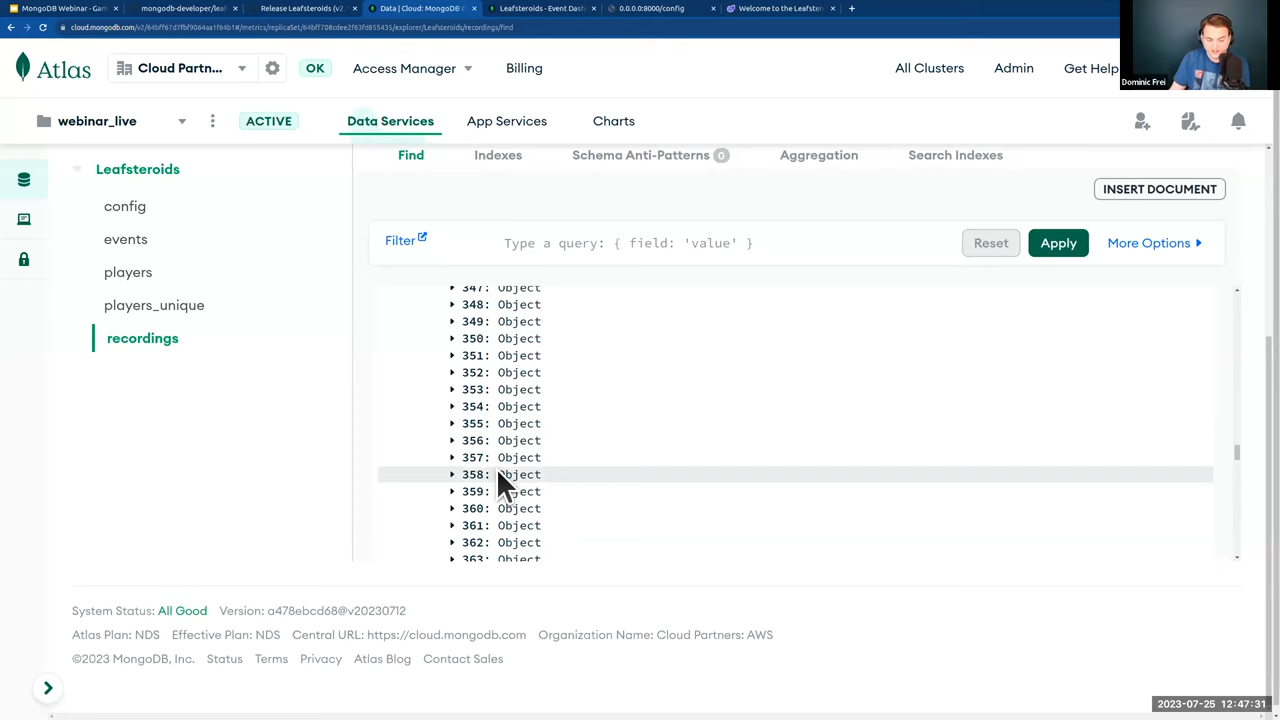 MongoDB Webinar - Gam
mongodb-developer/leaf
Release Leafsteroids (v2.
Data | Cloud: MongoDB C
Leafsteroids - Event Dash
0.0.0.0:8000/config
Welcome to the Leafster
cloud.mongodb.com/v2/64bff67d7fbf9064aa1f64b1#/metrics/replicaSet/64bff708cdee2f63fd855435/explorer/Leafsteroids/recordings/find
Dominic Frei
Atlas
Cloud Partn...
OK
Access Manager
Billing
All Clusters
Admin
Get Help
webinar_live
ACTIVE
Data Services
App Services
Charts
Leafsteroids
config
events
players
players_unique
recordings
Find
Indexes
Schema Anti-Patterns 0
Aggregation
Search Indexes
INSERT DOCUMENT
Filter
Type a query: { field: 'value' }
Reset
Apply
More Options
347: Object
348: Object
349: Object
350: Object
351: Object
352: Object
353: Object
354: Object
355: Object
356: Object
357: Object
358: Object
359: Object
360: Object
361: Object
362: Object
363: Object
System Status: All Good Version: a478ebcd68@v20230712
Atlas Plan: NDS Effective Plan: NDS Central URL: https://cloud.mongodb.com Organization Name: Cloud Partners: AWS
©2023 MongoDB, Inc. Status Terms Privacy Atlas Blog Contact Sales
2023-07-25 12:47:31